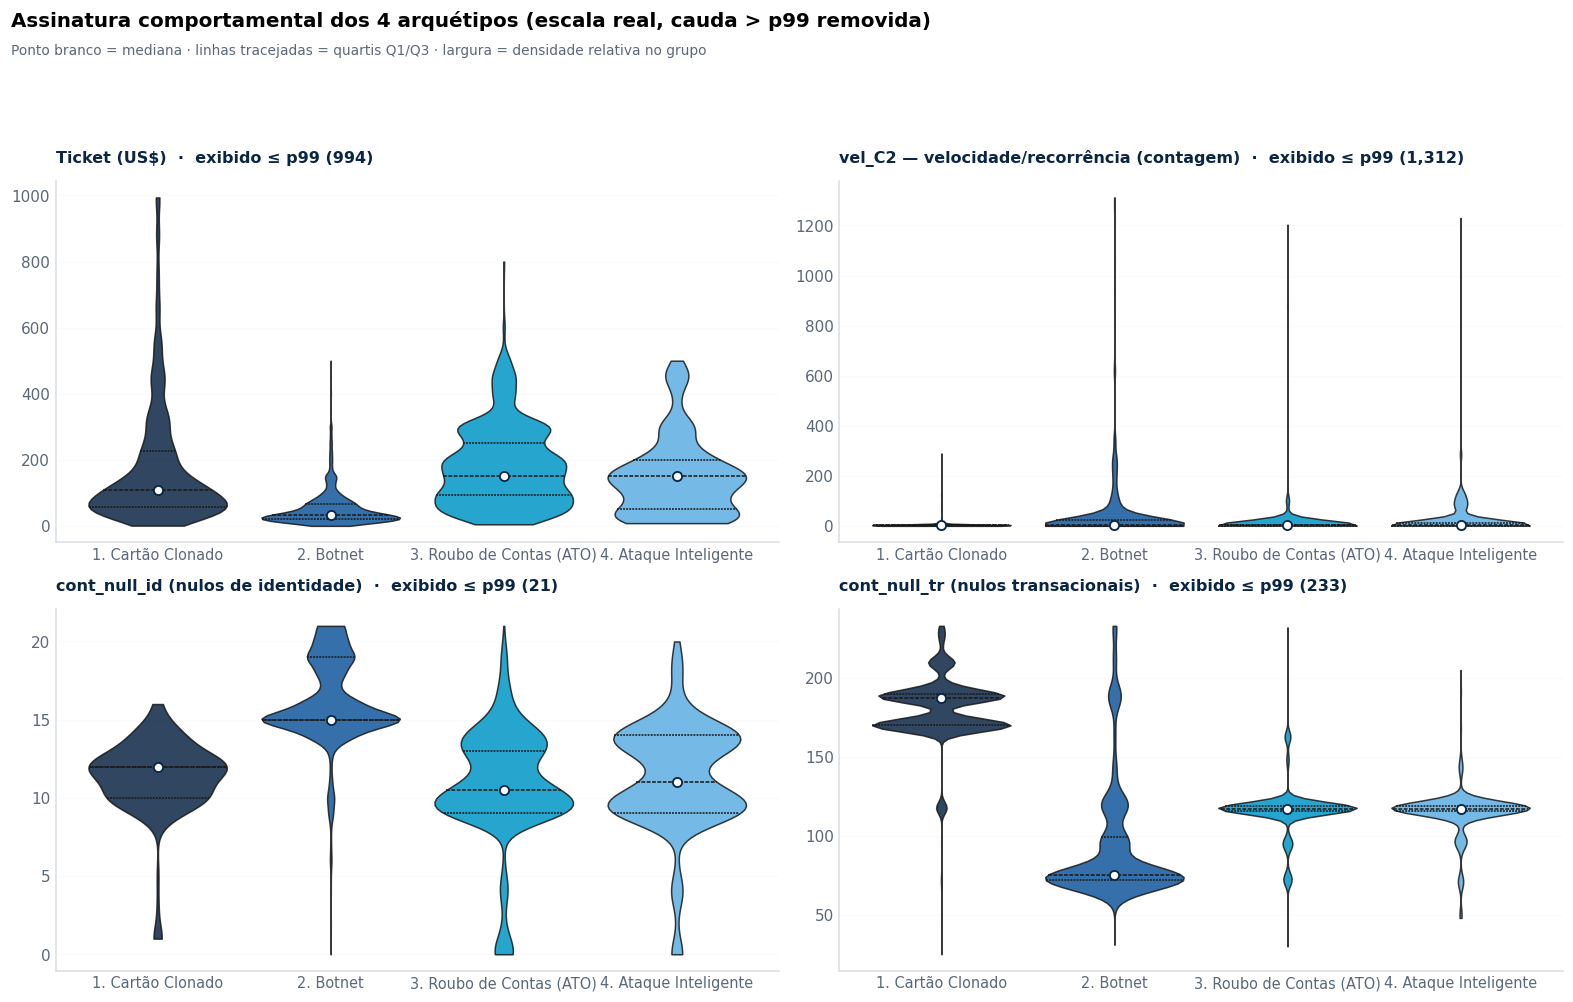 Assinatura comportamental dos 4 arquétipos (escala real, cauda > p99 removida)
Ponto branco = mediana · linhas tracejadas = quartis Q1/Q3 · largura = densidade relativa no grupo
Ticket (US$)  ·  exibido ≤ p99 (994)
1000
800
600
400
200
0
1. Cartão Clonado
2. Botnet
3. Roubo de Contas (ATO)
4. Ataque Inteligente
vel_C2 — velocidade/recorrência (contagem)  ·  exibido ≤ p99 (1,312)
1200
1000
800
600
400
200
0
1. Cartão Clonado
2. Botnet
3. Roubo de Contas (ATO)
4. Ataque Inteligente
cont_null_id (nulos de identidade)  ·  exibido ≤ p99 (21)
20
15
10
5
0
1. Cartão Clonado
2. Botnet
3. Roubo de Contas (ATO)
4. Ataque Inteligente
cont_null_tr (nulos transacionais)  ·  exibido ≤ p99 (233)
200
150
100
50
1. Cartão Clonado
2. Botnet
3. Roubo de Contas (ATO)
4. Ataque Inteligente